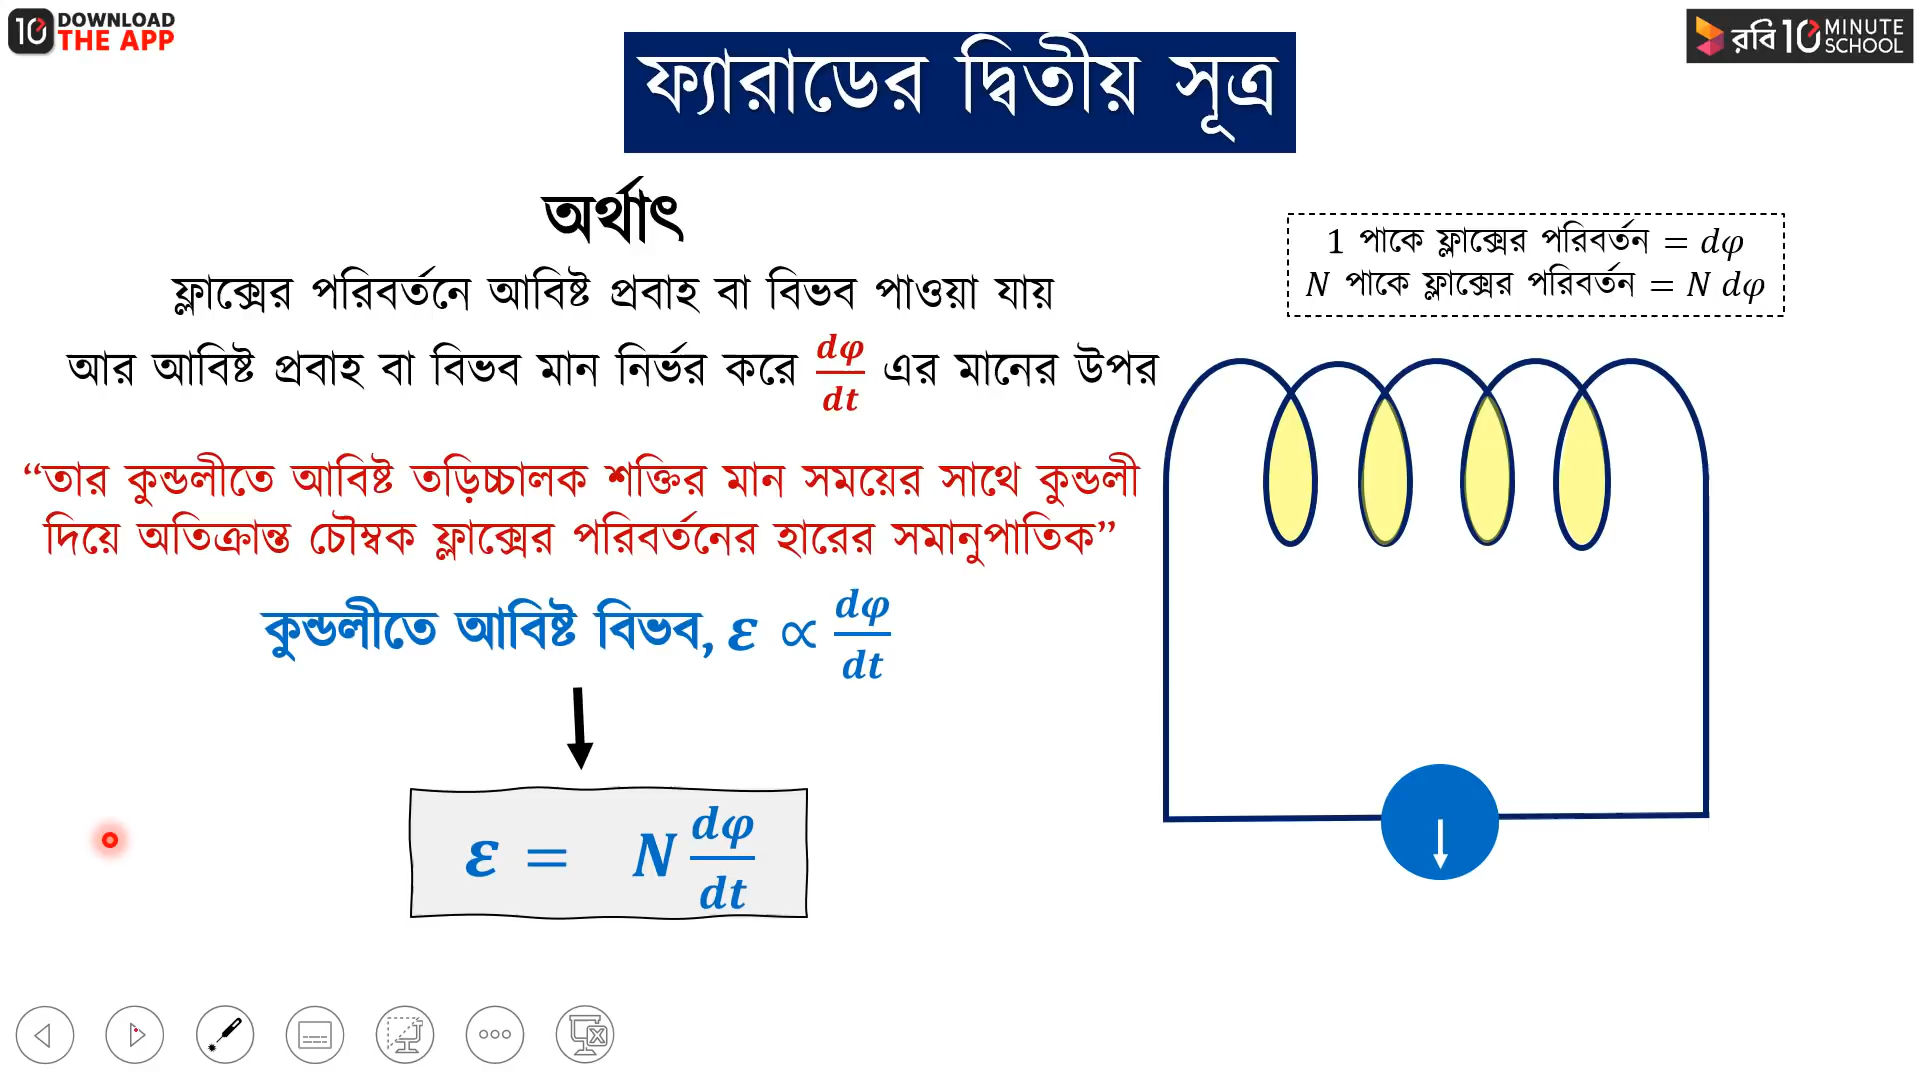 10 DOWNLOAD THE APP
রবি 10 MINUTE SCHOOL
ফ্যারাডের দ্বিতীয় সূত্র
অর্থাৎ
ফ্লাক্সের পরিবর্তনে আবিষ্ট প্রবাহ বা বিভব পাওয়া যায়
আর আবিষ্ট প্রবাহ বা বিভব মান নির্ভর করে dφ/dt এর মানের উপর
“তার কুন্ডলীতে আবিষ্ট তড়িচ্চালক শক্তির মান সময়ের সাথে কুন্ডলী
দিয়ে অতিক্রান্ত চৌম্বক ফ্লাক্সের পরিবর্তনের হারের সমানুপাতিক”
কুন্ডলীতে আবিষ্ট বিভব, ε ∝ dφ/dt
ε = N dφ/dt
1 পাকে ফ্লাক্সের পরিবর্তন = dφ
N পাকে ফ্লাক্সের পরিবর্তন = N dφ